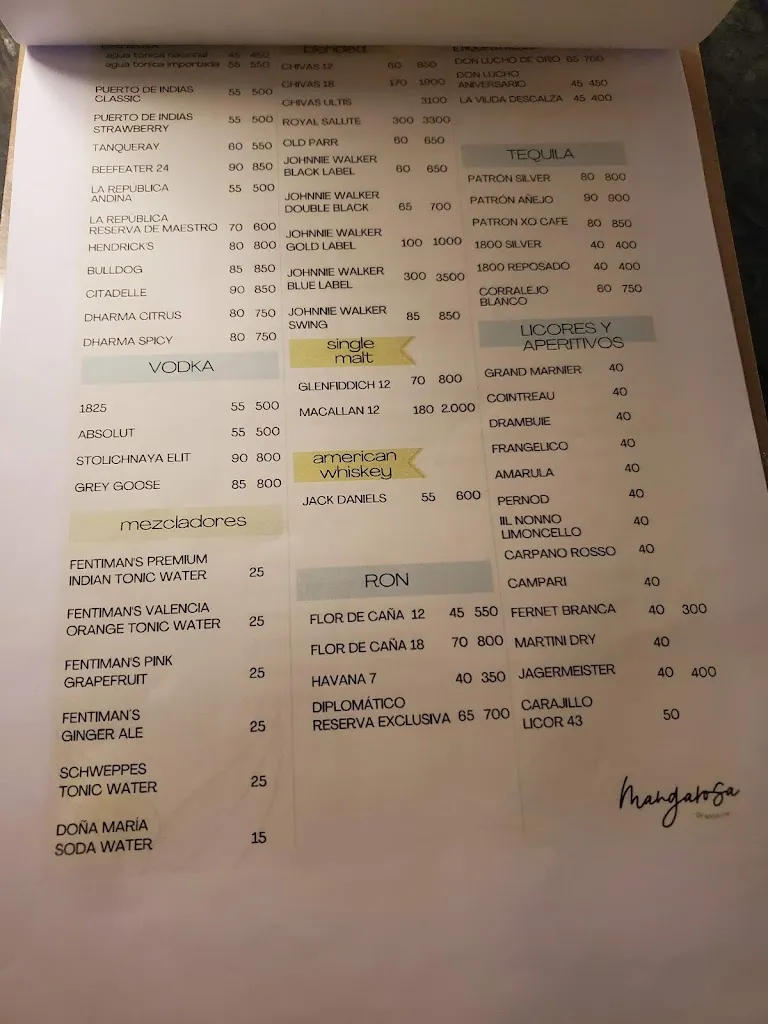 agua tonica nacional 45 450
agua tonica importada 55 550
PUERTO DE INDIAS
CLASSIC 55 500
PUERTO DE INDIAS
STRAWBERRY 55 500
TANQUERAY 60 550
BEEFEATER 24 90 850
LA REPÚBLICA
ANDINA 55 500
LA REPÚBLICA
RESERVA DE MAESTRO 70 600
HENDRICK'S 80 800
BULLDOG 85 850
CITADELLE 90 850
DHARMA CITRUS 80 750
DHARMA SPICY 80 750
VODKA
1825 55 500
ABSOLUT 55 500
STOLICHNAYA ELIT 90 800
GREY GOOSE 85 800
mezcladores
FENTIMAN'S PREMIUM
INDIAN TONIC WATER 25
FENTIMAN'S VALENCIA
ORANGE TONIC WATER 25
FENTIMAN'S PINK
GRAPEFRUIT 25
FENTIMAN'S
GINGER ALE 25
SCHWEPPES
TONIC WATER 25
DOÑA MARÍA
SODA WATER 15
blended
CHIVAS 12 60 650
CHIVAS 18 170 1900
CHIVAS ULTIS 3100
ROYAL SALUTE 300 3300
OLD PARR 60 650
JOHNNIE WALKER
BLACK LABEL 60 650
JOHNNIE WALKER
DOUBLE BLACK 65 700
JOHNNIE WALKER
GOLD LABEL 100 1000
JOHNNIE WALKER
BLUE LABEL 300 3500
JOHNNIE WALKER
SWING 85 850
single
malt
GLENFIDDICH 12 70 800
MACALLAN 12 180 2.000
american
whiskey
JACK DANIELS 55 600
RON
FLOR DE CAÑA 12 45 550
FLOR DE CAÑA 18 70 800
HAVANA 7 40 350
DIPLOMÁTICO
RESERVA EXCLUSIVA 65 700
DON LUCHO DE ORO 65 700
DON LUCHO
ANIVERSARIO 45 450
LA VIUDA DESCALZA 45 400
TEQUILA
PATRÓN SILVER 80 800
PATRÓN AÑEJO 90 900
PATRON XO CAFE 80 850
1800 SILVER 40 400
1800 REPOSADO 40 400
CORRALEJO
BLANCO 60 750
LICORES Y
APERITIVOS
GRAND MARNIER 40
COINTREAU 40
DRAMBUIE 40
FRANGELICO 40
AMARULA 40
PERNOD 40
IIL NONNO
LIMONCELLO 40
CARPANO ROSSO 40
CAMPARI 40
FERNET BRANCA 40 300
MARTINI DRY 40
JAGERMEISTER 40 400
CARAJILLO
LICOR 43 50
Mangarosa